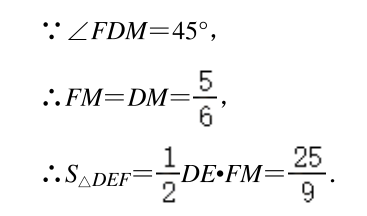 ∵∠FDM=45°,
∴FM=DM=5/6,
∴S△DEF=1/2DE•FM=25/9.